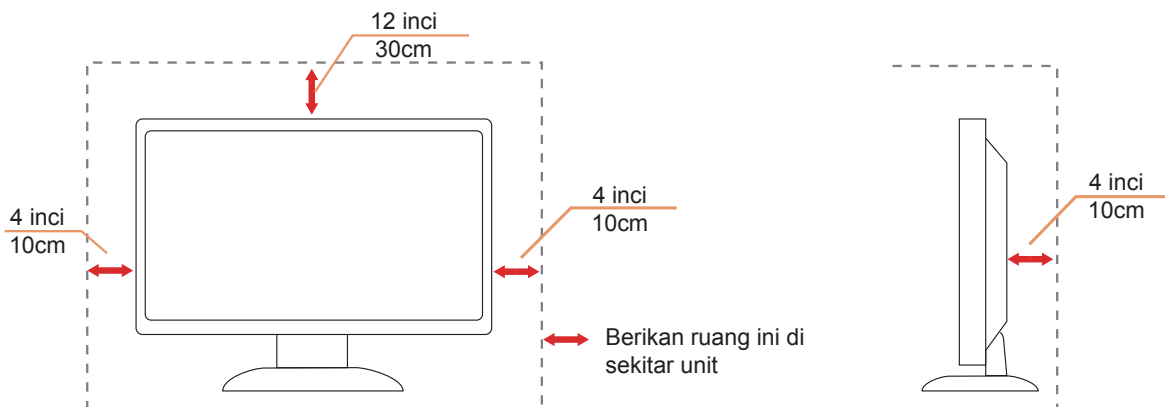 12 inci
30cm
4 inci
10cm
4 inci
10cm
Berikan ruang ini di
sekitar unit
4 inci
10cm